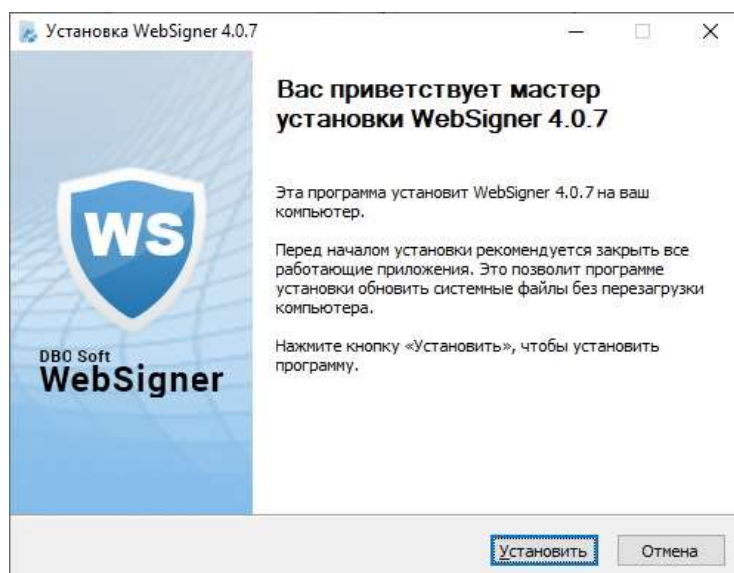 Установка WebSigner 4.0.7
Вас приветствует мастер
установки WebSigner 4.0.7
Эта программа установит WebSigner 4.0.7 на ваш
компьютер.
Перед началом установки рекомендуется закрыть все
работающие приложения. Это позволит программе
установки обновить системные файлы без перезагрузки
компьютера.
Нажмите кнопку «Установить», чтобы установить
программу.
WS
DBO Soft
WebSigner
Установить
Отмена